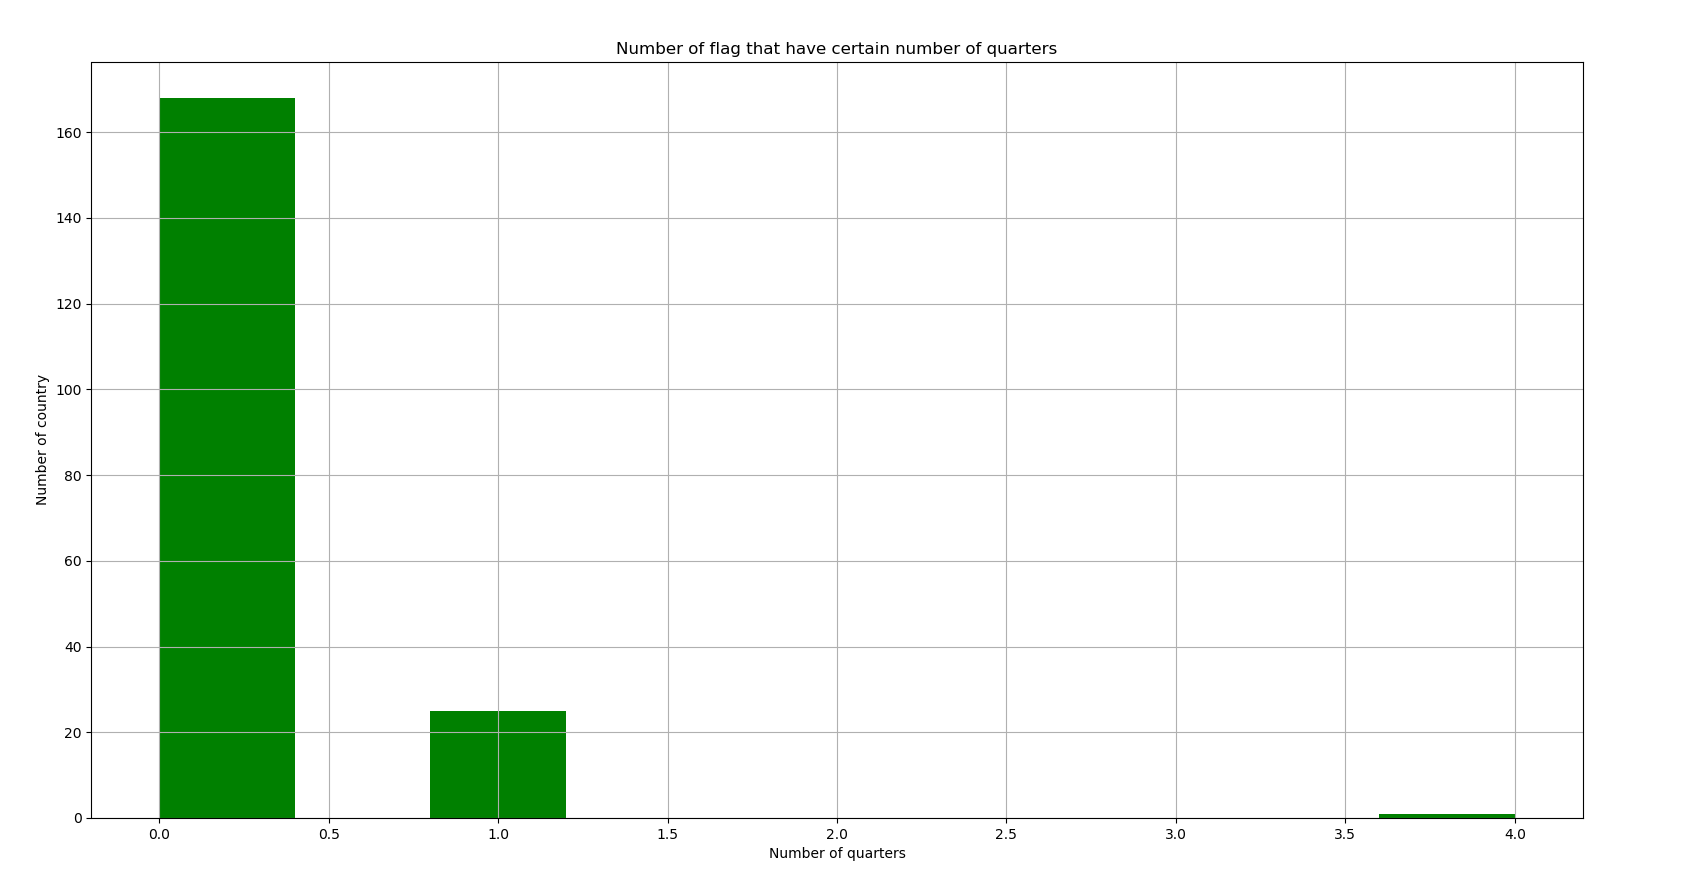 Number of flag that have certain number of quarters
160
140
120
100
80
60
40
20
0
Number of country
0.0 0.5 1.0 1.5 2.0 2.5 3.0 3.5 4.0
Number of quarters